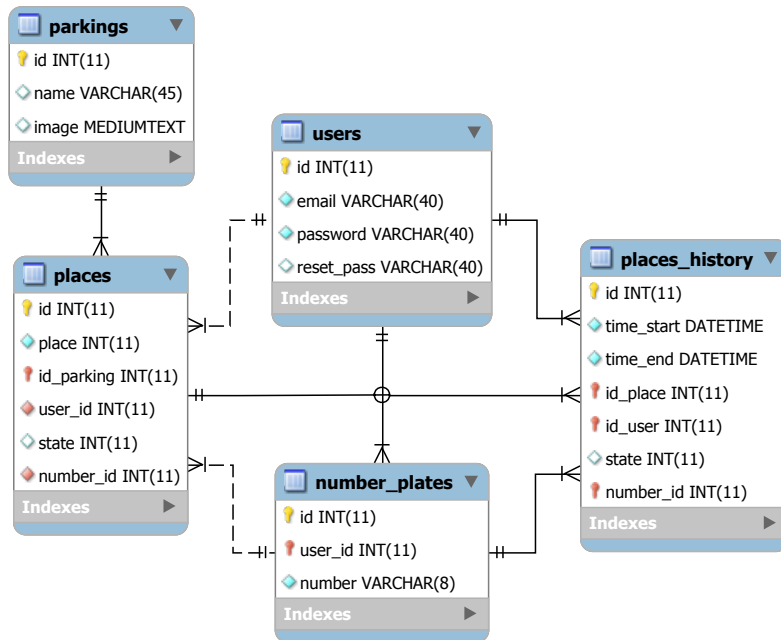 parkings
id INT(11)
name VARCHAR(45)
image MEDIUMTEXT
Indexes
users
id INT(11)
email VARCHAR(40)
password VARCHAR(40)
reset_pass VARCHAR(40)
Indexes
places
id INT(11)
place INT(11)
id_parking INT(11)
user_id INT(11)
state INT(11)
number_id INT(11)
Indexes
places_history
id INT(11)
time_start DATETIME
time_end DATETIME
id_place INT(11)
id_user INT(11)
state INT(11)
number_id INT(11)
Indexes
number_plates
id INT(11)
user_id INT(11)
number VARCHAR(8)
Indexes